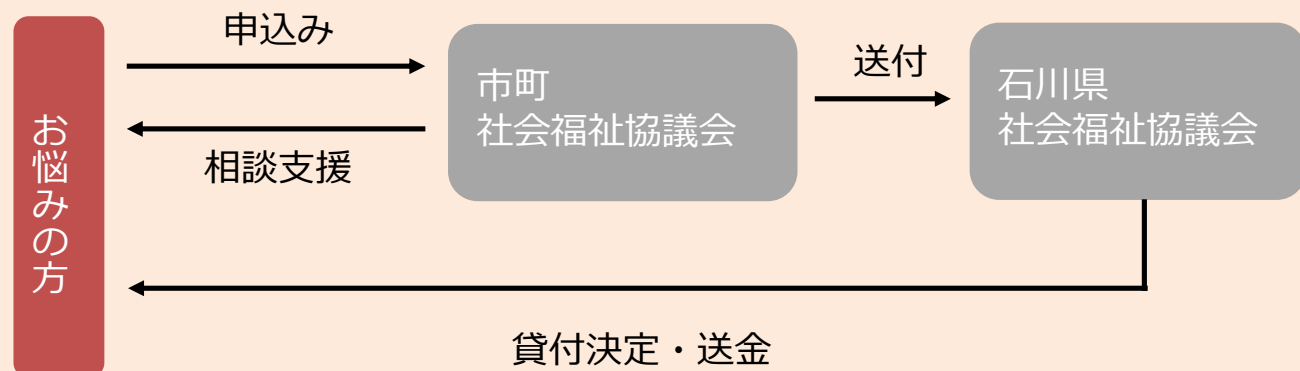 お悩みの方
申込み
相談支援
市町
社会福祉協議会
送付
石川県
社会福祉協議会
貸付決定・送金